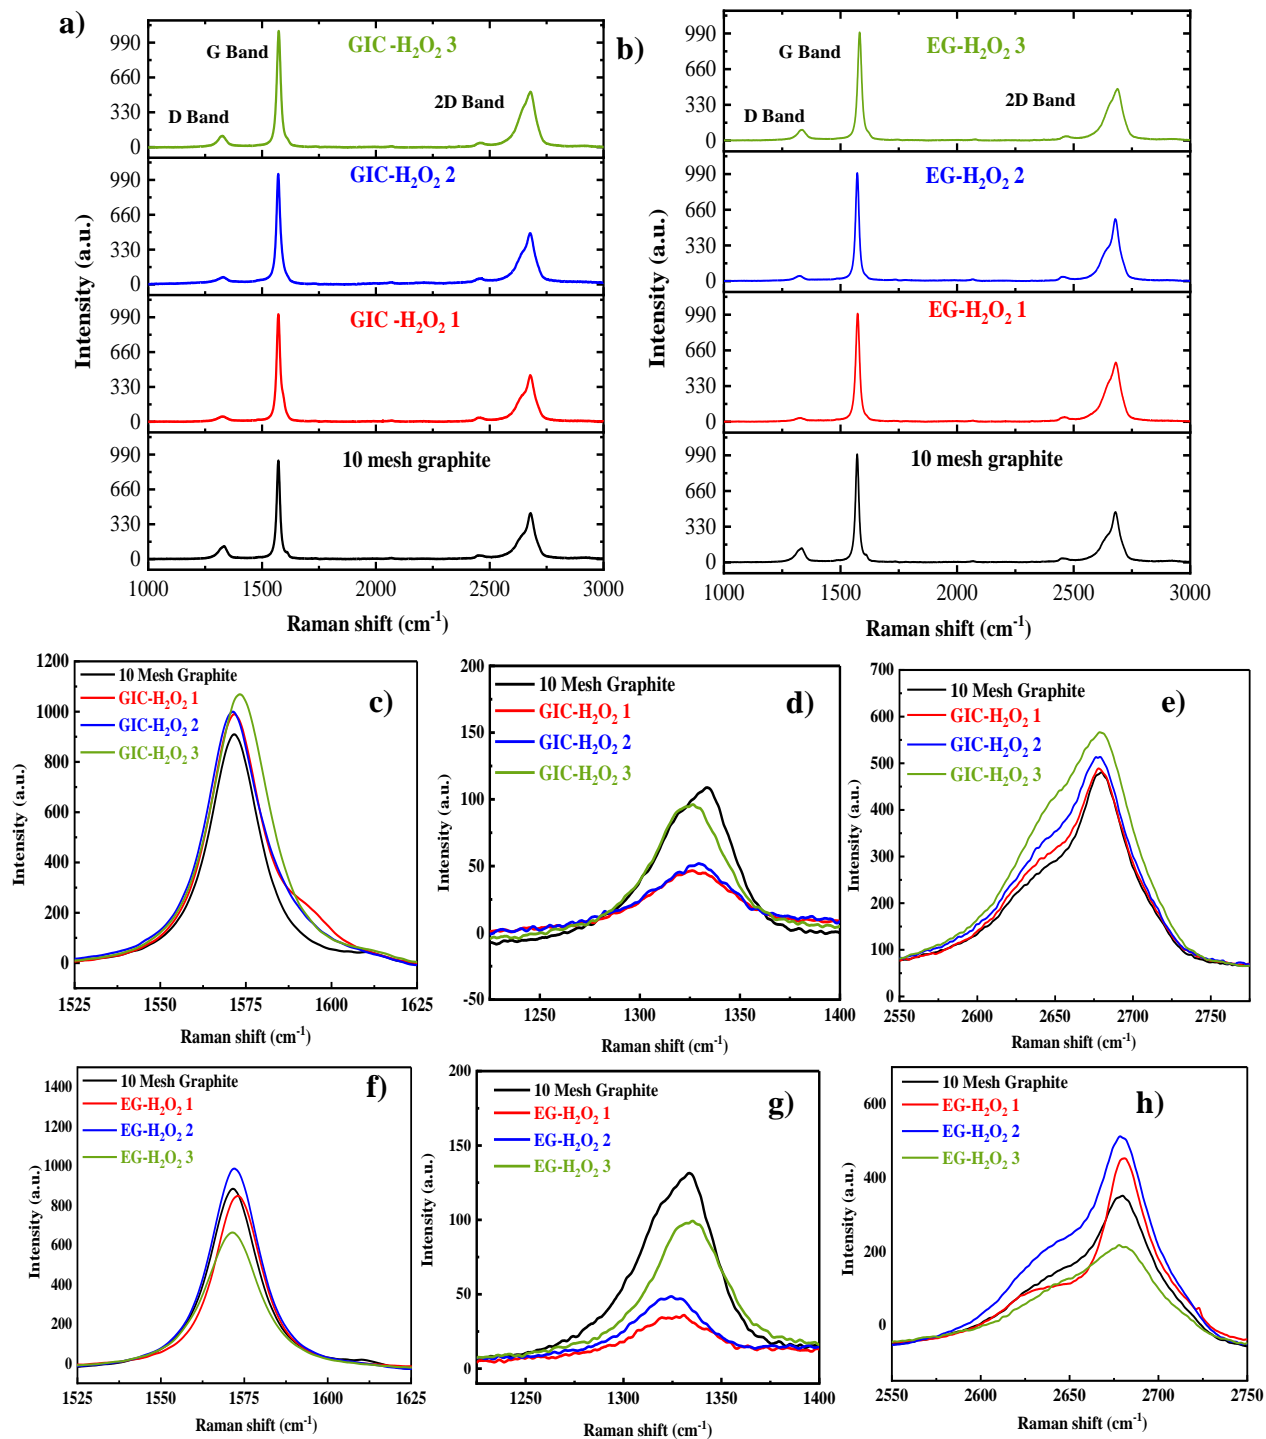 a)
GIC -H₂O₂ 3
G Band
D Band
2D Band
990
660
330
0
GIC-H₂O₂ 2
990
660
330
0
GIC -H₂O₂ 1
990
660
330
0
10 mesh graphite
990
660
330
0
1000 1500 2000 2500 3000
Intensity (a.u.)
Raman shift (cm⁻¹)
b)
EG-H₂O₂ 3
G Band
D Band
2D Band
990
660
330
0
EG-H₂O₂ 2
990
660
330
0
EG-H₂O₂ 1
990
660
330
0
10 mesh graphite
990
660
330
0
1000 1500 2000 2500 3000
Intensity (a.u.)
Raman shift (cm⁻¹)
c)
10 Mesh Graphite
GIC-H₂O₂ 1
GIC-H₂O₂ 2
GIC-H₂O₂ 3
1200
1000
800
600
400
200
0
1525 1550 1575 1600 1625
Intensity (a.u.)
Raman shift (cm⁻¹)
d)
10 Mesh Graphite
GIC-H₂O₂ 1
GIC-H₂O₂ 2
GIC-H₂O₂ 3
200
150
100
50
0
-50
1250 1300 1350 1400
Intensity (a.u.)
Raman shift (cm⁻¹)
e)
10 Mesh Graphite
GIC-H₂O₂ 1
GIC-H₂O₂ 2
GIC-H₂O₂ 3
700
600
500
400
300
200
100
0
2550 2600 2650 2700 2750
Intensity (a.u.)
Raman shift (cm⁻¹)
f)
10 Mesh Graphite
EG-H₂O₂ 1
EG-H₂O₂ 2
EG-H₂O₂ 3
1400
1200
1000
800
600
400
200
0
1525 1550 1575 1600 1625
Intensity (a.u.)
Raman shift (cm⁻¹)
g)
10 Mesh Graphite
EG-H₂O₂ 1
EG-H₂O₂ 2
EG-H₂O₂ 3
200
150
100
50
0
1250 1300 1350 1400
Intensity (a.u.)
Raman shift (cm⁻¹)
h)
10 Mesh Graphite
EG-H₂O₂ 1
EG-H₂O₂ 2
EG-H₂O₂ 3
600
400
200
0
2550 2600 2650 2700 2750
Intensity (a.u.)
Raman shift (cm⁻¹)